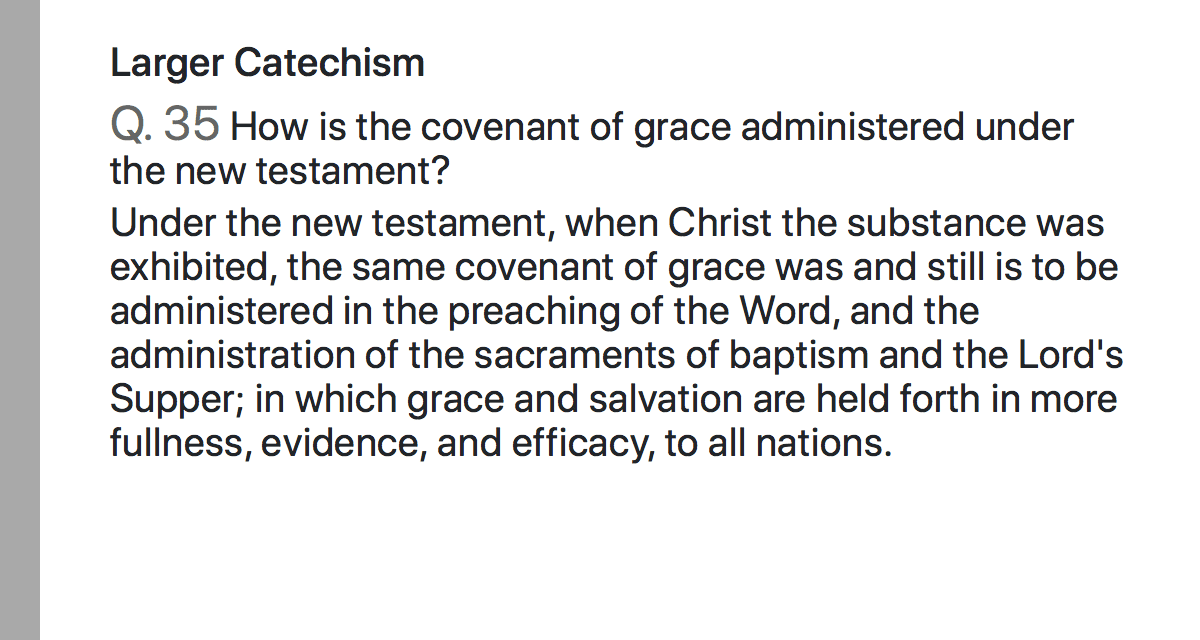 Larger Catechism
Q. 35 How is the covenant of grace administered under
the new testament?
Under the new testament, when Christ the substance was
exhibited, the same covenant of grace was and still is to be
administered in the preaching of the Word, and the
administration of the sacraments of baptism and the Lord's
Supper; in which grace and salvation are held forth in more
fullness, evidence, and efficacy, to all nations.